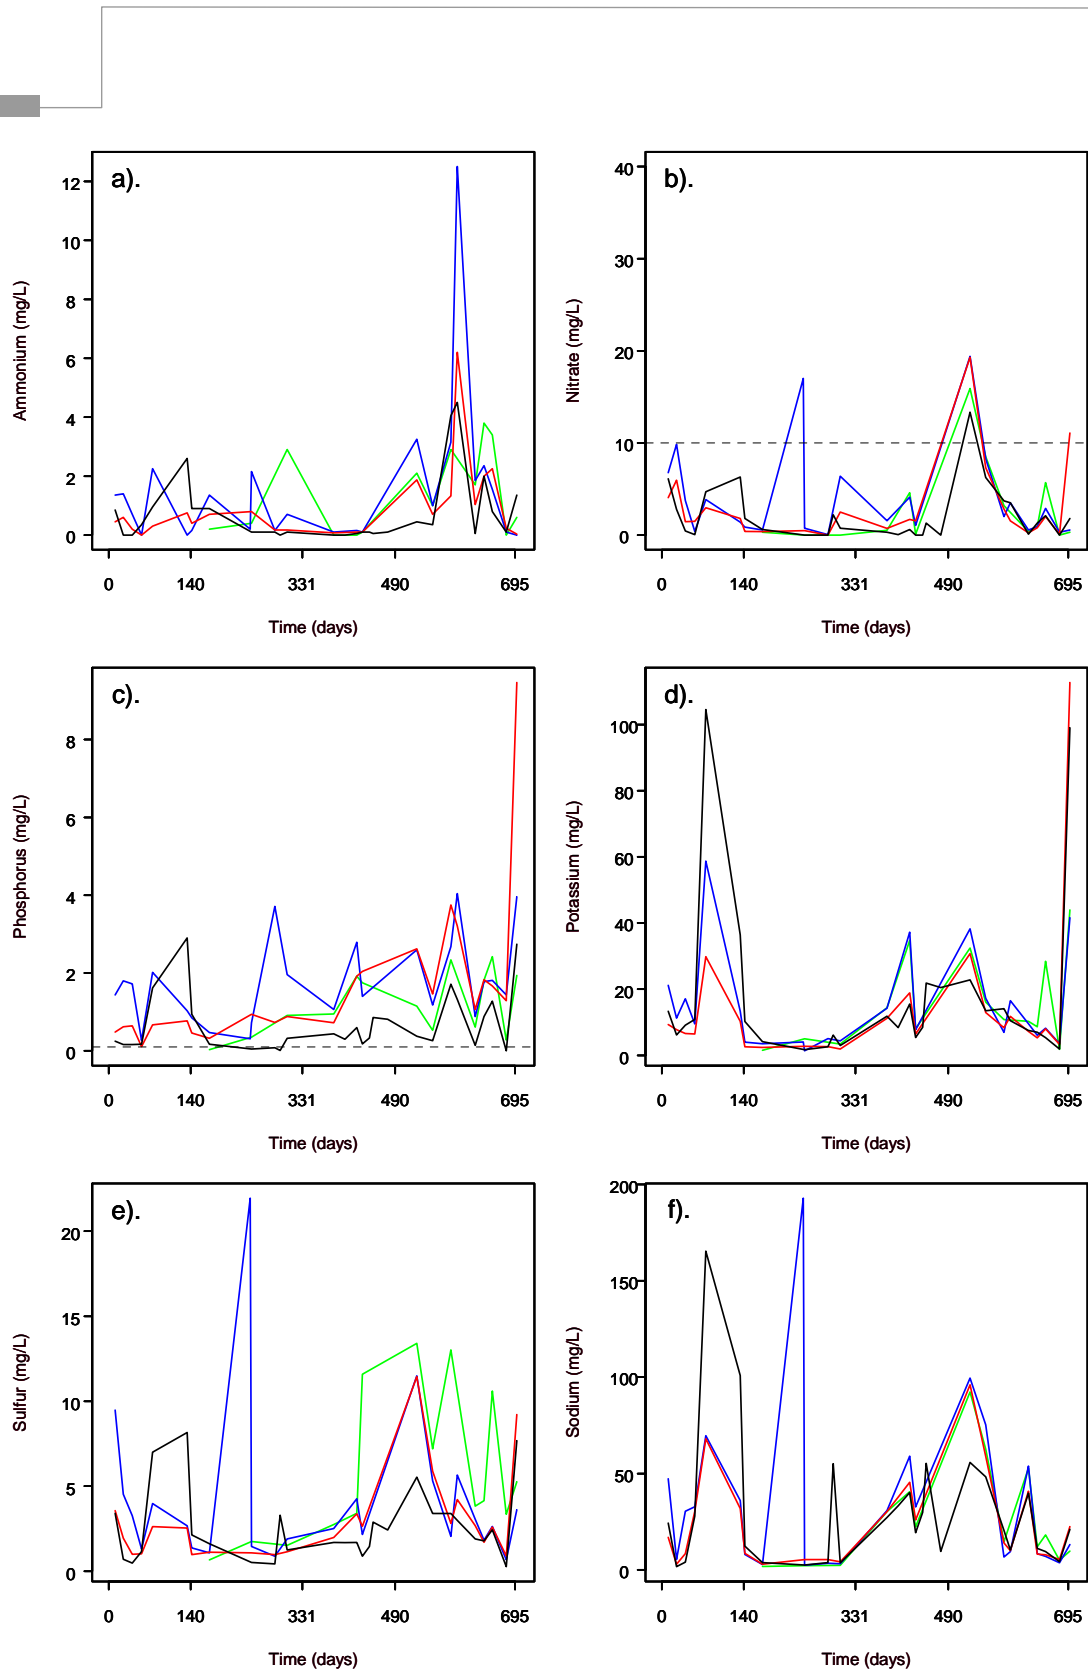 a).
12
10
8
6
4
2
0
Ammonium (mg/L)
0 140 331 490 695
Time (days)
b).
40
30
20
10
0
Nitrate (mg/L)
0 140 331 490 695
Time (days)
c).
8
6
4
2
0
Phosphorus (mg/L)
0 140 331 490 695
Time (days)
d).
100
80
60
40
20
0
Potassium (mg/L)
0 140 331 490 695
Time (days)
e).
20
15
10
5
0
Sulfur (mg/L)
0 140 331 490 695
Time (days)
f).
200
150
100
50
0
Sodium (mg/L)
0 140 331 490 695
Time (days)